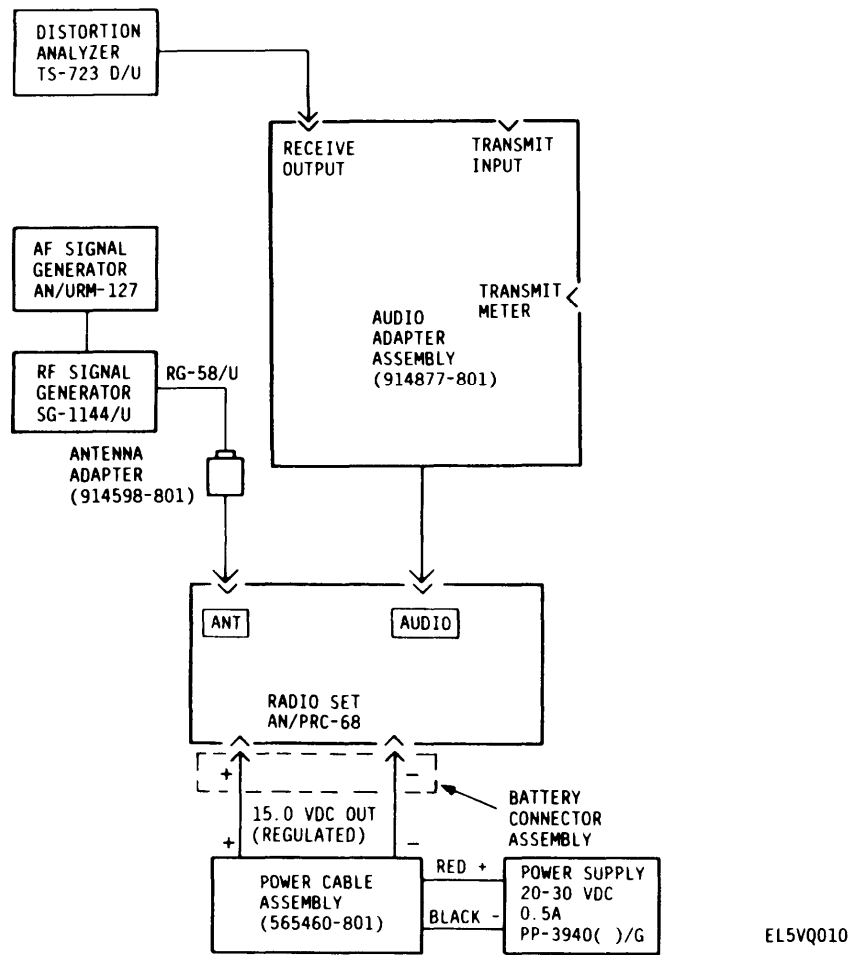 DISTORTION
ANALYZER
TS-723 D/U
RECEIVE
OUTPUT
TRANSMIT
INPUT
AF SIGNAL
GENERATOR
AN/URM-127
TRANSMIT
METER
AUDIO
ADAPTER
ASSEMBLY
(914877-801)
RF SIGNAL
GENERATOR
SG-1144/U
RG-58/U
ANTENNA
ADAPTER
(914598-801)
ANT
AUDIO
RADIO SET
AN/PRC-68
+
-
15.0 VDC OUT
(REGULATED)
+
-
BATTERY
CONNECTOR
ASSEMBLY
POWER CABLE
ASSEMBLY
(565460-801)
RED +
BLACK -
POWER SUPPLY
20-30 VDC
0.5A
PP-3940( )/G
EL5VQ010